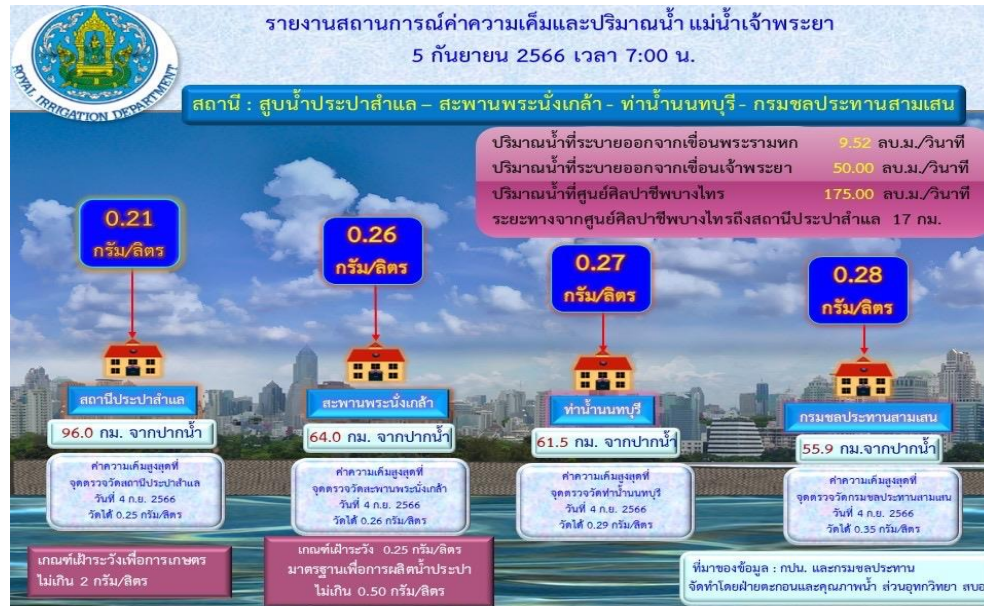 รายงานสถานการณ์ค่าความเค็มและปริมาณน้ำ แม่น้ำเจ้าพระยา
5 กันยายน 2566 เวลา 7:00 น.
ROYAL IRRIGATION DEPARTMENT
สถานี : สูบน้ำประปาสำแล – สะพานพระนั่งเกล้า - ท่าน้ำนนทบุรี - กรมชลประทานสามเสน
ปริมาณน้ำที่ระบายออกจากเขื่อนพระรามหก 9.52 ลบ.ม./วินาที
ปริมาณน้ำที่ระบายออกจากเขื่อนเจ้าพระยา 50.00 ลบ.ม./วินาที
ปริมาณน้ำที่ศูนย์ศิลปาชีพบางไทร 175.00 ลบ.ม./วินาที
ระยะทางจากศูนย์ศิลปาชีพบางไทรถึงสถานีประปาสำแล 17 กม.
0.21
กรัม/ลิตร
สถานีประปาสำแล
96.0 กม. จากปากน้ำ
ค่าความเค็มสูงสุดที่
จุดตรวจวัดสถานีประปาสำแล
วันที่ 4 ก.ย. 2566
วัดได้ 0.25 กรัม/ลิตร
0.26
กรัม/ลิตร
สะพานพระนั่งเกล้า
64.0 กม. จากปากน้ำ
ค่าความเค็มสูงสุดที่
จุดตรวจวัดสะพานพระนั่งเกล้า
วันที่ 4 ก.ย. 2566
วัดได้ 0.26 กรัม/ลิตร
0.27
กรัม/ลิตร
ท่าน้ำนนทบุรี
61.5 กม. จากปากน้ำ
ค่าความเค็มสูงสุดที่
จุดตรวจวัดท่าน้ำนนทบุรี
วันที่ 4 ก.ย. 2566
วัดได้ 0.29 กรัม/ลิตร
0.28
กรัม/ลิตร
กรมชลประทานสามเสน
55.9 กม.จากปากน้ำ
ค่าความเค็มสูงสุดที่
จุดตรวจวัดกรมชลประทานสามเสน
วันที่ 4 ก.ย. 2566
วัดได้ 0.35 กรัม/ลิตร
เกณฑ์เฝ้าระวังเพื่อการเกษตร
ไม่เกิน 2 กรัม/ลิตร
เกณฑ์เฝ้าระวัง 0.25 กรัม/ลิตร
มาตรฐานเพื่อการผลิตน้ำประปา
ไม่เกิน 0.50 กรัม/ลิตร
ที่มาของข้อมูล : กปน. และกรมชลประทาน
จัดทำโดยฝ่ายตะกอนและคุณภาพน้ำ ส่วนอุทกวิทยา สบอ